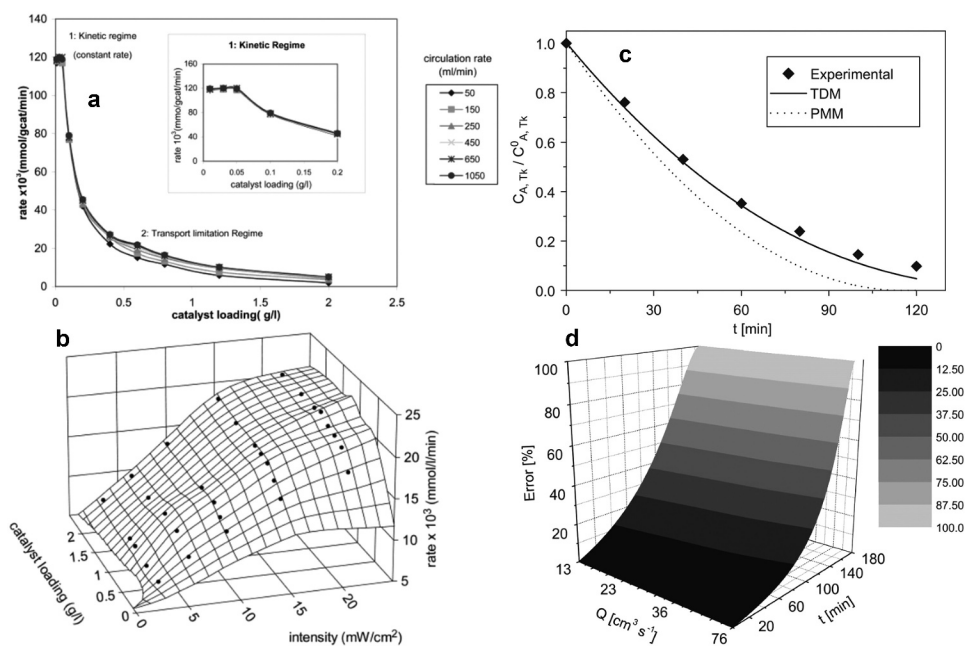 a
1: Kinetic regime
(constant rate)
rate x10³(mmol/gcat/min)
140
120
100
80
60
40
20
0
0 0.5 1 1.5 2 2.5
catalyst loading( g/l)
2: Transport limitation Regime
1: Kinetic Regime
rate 10³(mmo/gcat/min)
160
120
80
40
0
0 0.05 0.1 0.15 0.2
catalyst loading (g/l)
circulation rate
(ml/min)
50
150
250
450
650
1050
c
Experimental
TDM
PMM
C_A, Tk / C⁰_A, Tk
1.0
0.8
0.6
0.4
0.2
0.0
0 30 60 90 120
t [min]
b
catalyst loading (g/l)
2
1.5
1
0.5
0
0 5 10 15 20
intensity (mW/cm²)
25
20
15
10
5
rate x 10³ (mmol/l/min)
d
Error [%]
100
80
60
40
20
13 23 36 76
Q [cm³ s⁻¹]
20 60 100 140 180
t [min]
0
12.50
25.00
37.50
50.00
62.50
75.00
87.50
100.0